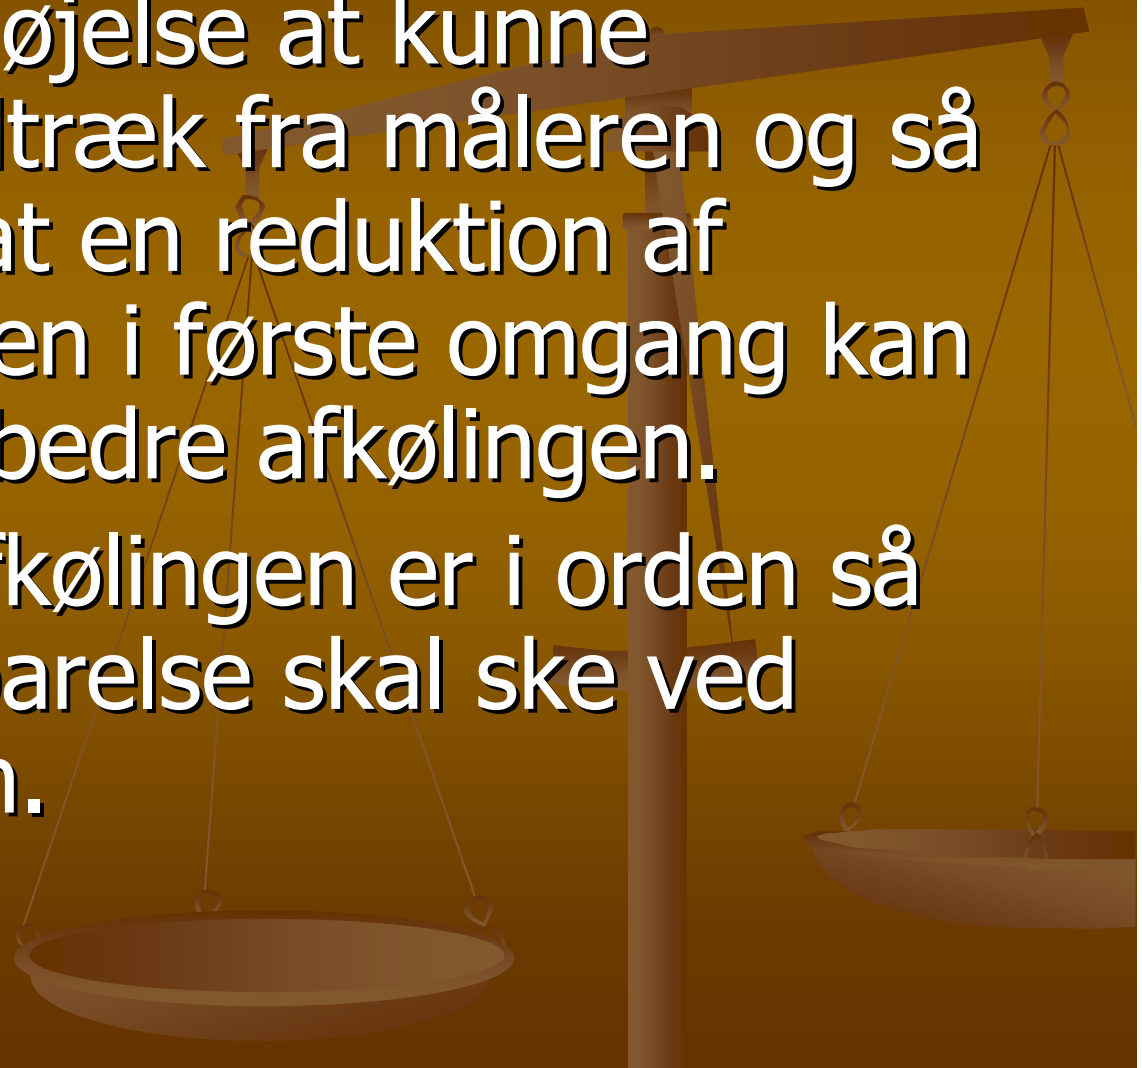 øjelse at kunne
træk fra måleren og så
at en reduktion af
en i første omgang kan
bedre afkølingen.
fkølingen er i orden så
arelse skal ske ved
n.